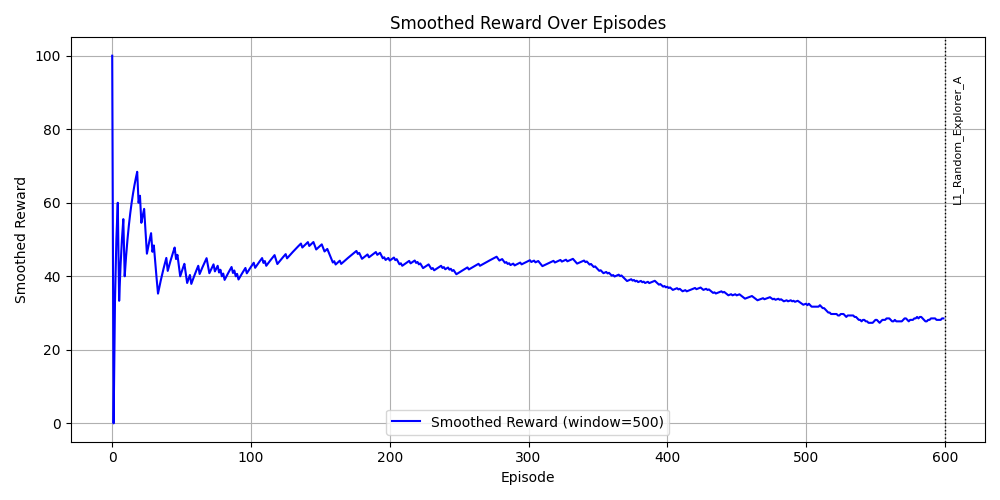 Smoothed Reward Over Episodes
100
80
60
40
20
0
Smoothed Reward
L1_Random_Explorer_A
Smoothed Reward (window=500)
0 100 200 300 400 500 600
Episode